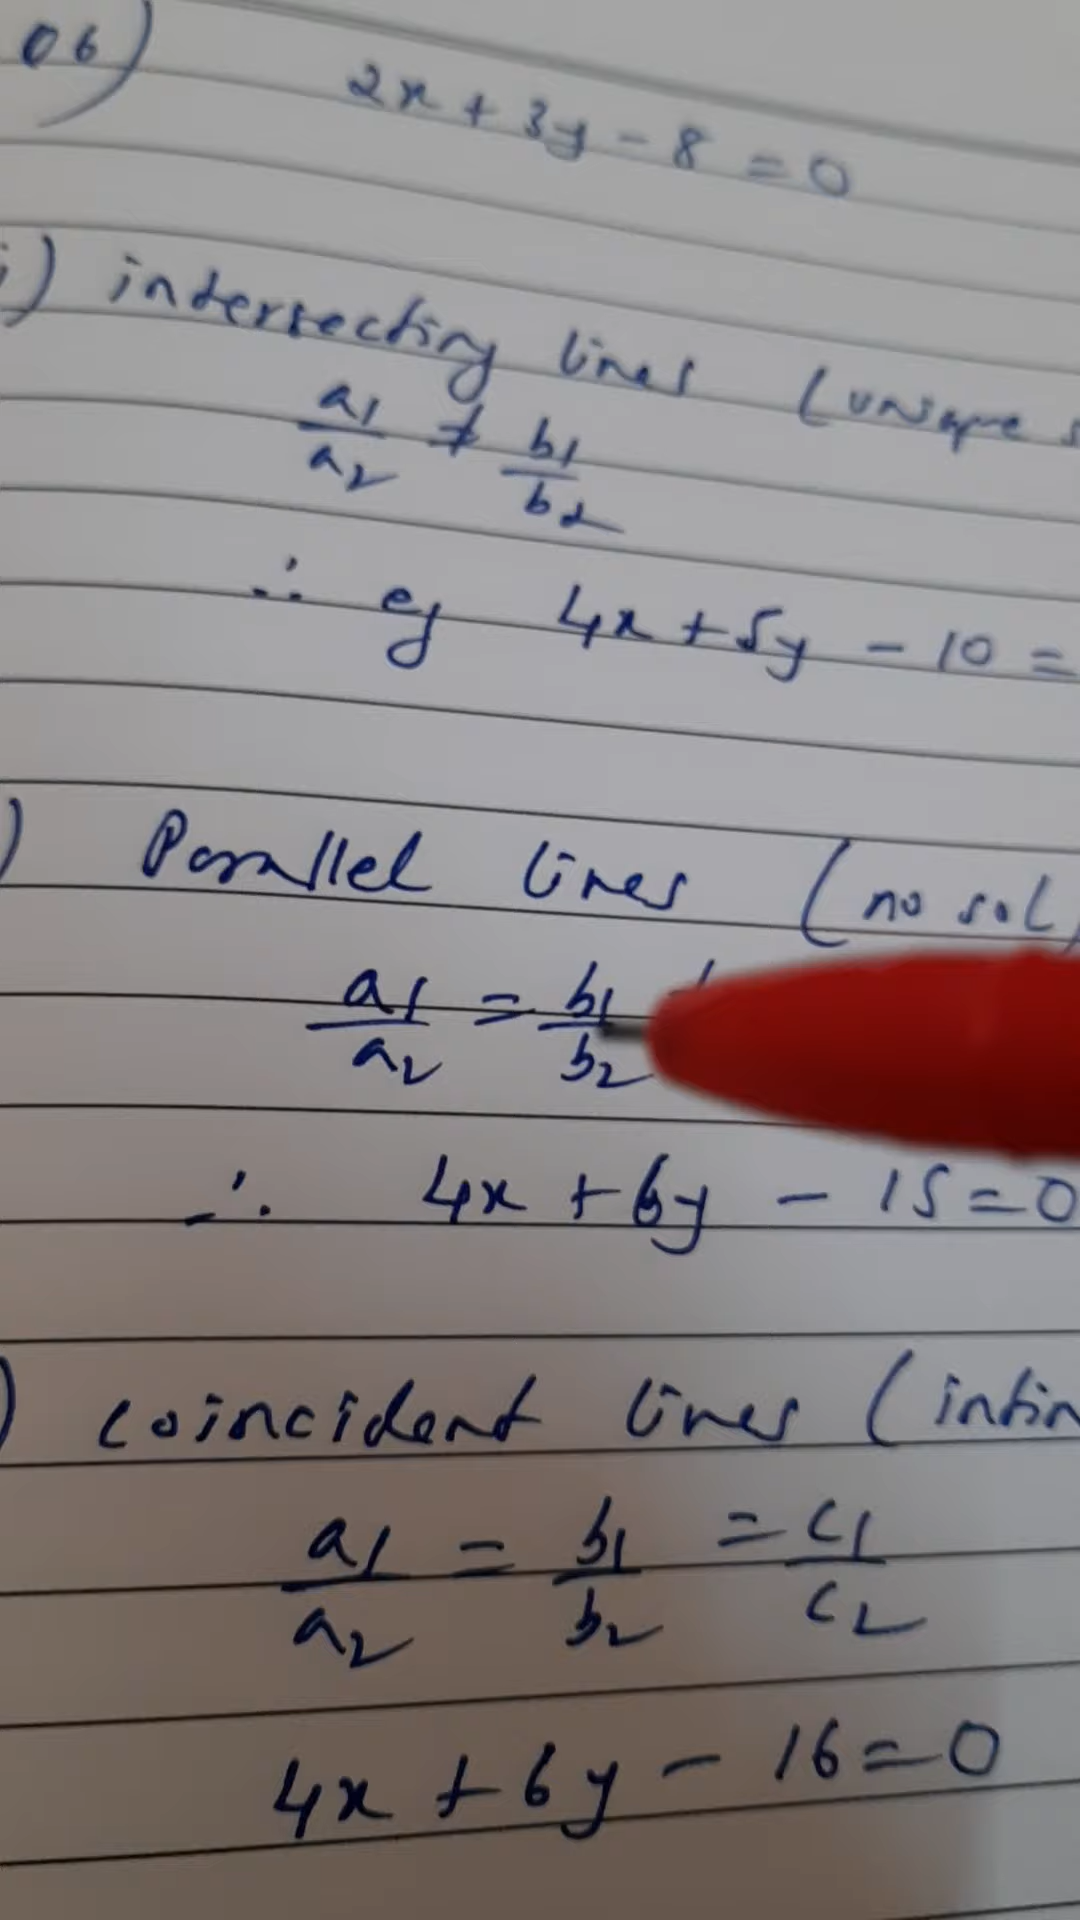 06)
2x + 3y - 8 = 0
i) intersecting lines (unique s
a1/a2 ≠ b1/b2
∴ eg 4x + 5y - 10 =
) Parallel lines (no sol)
a1/a2 = b1/b2
∴ 4x + 6y - 15 = 0
) coincident lines (infin
a1/a2 = b1/b2 = c1/c2
4x + 6y - 16 = 0